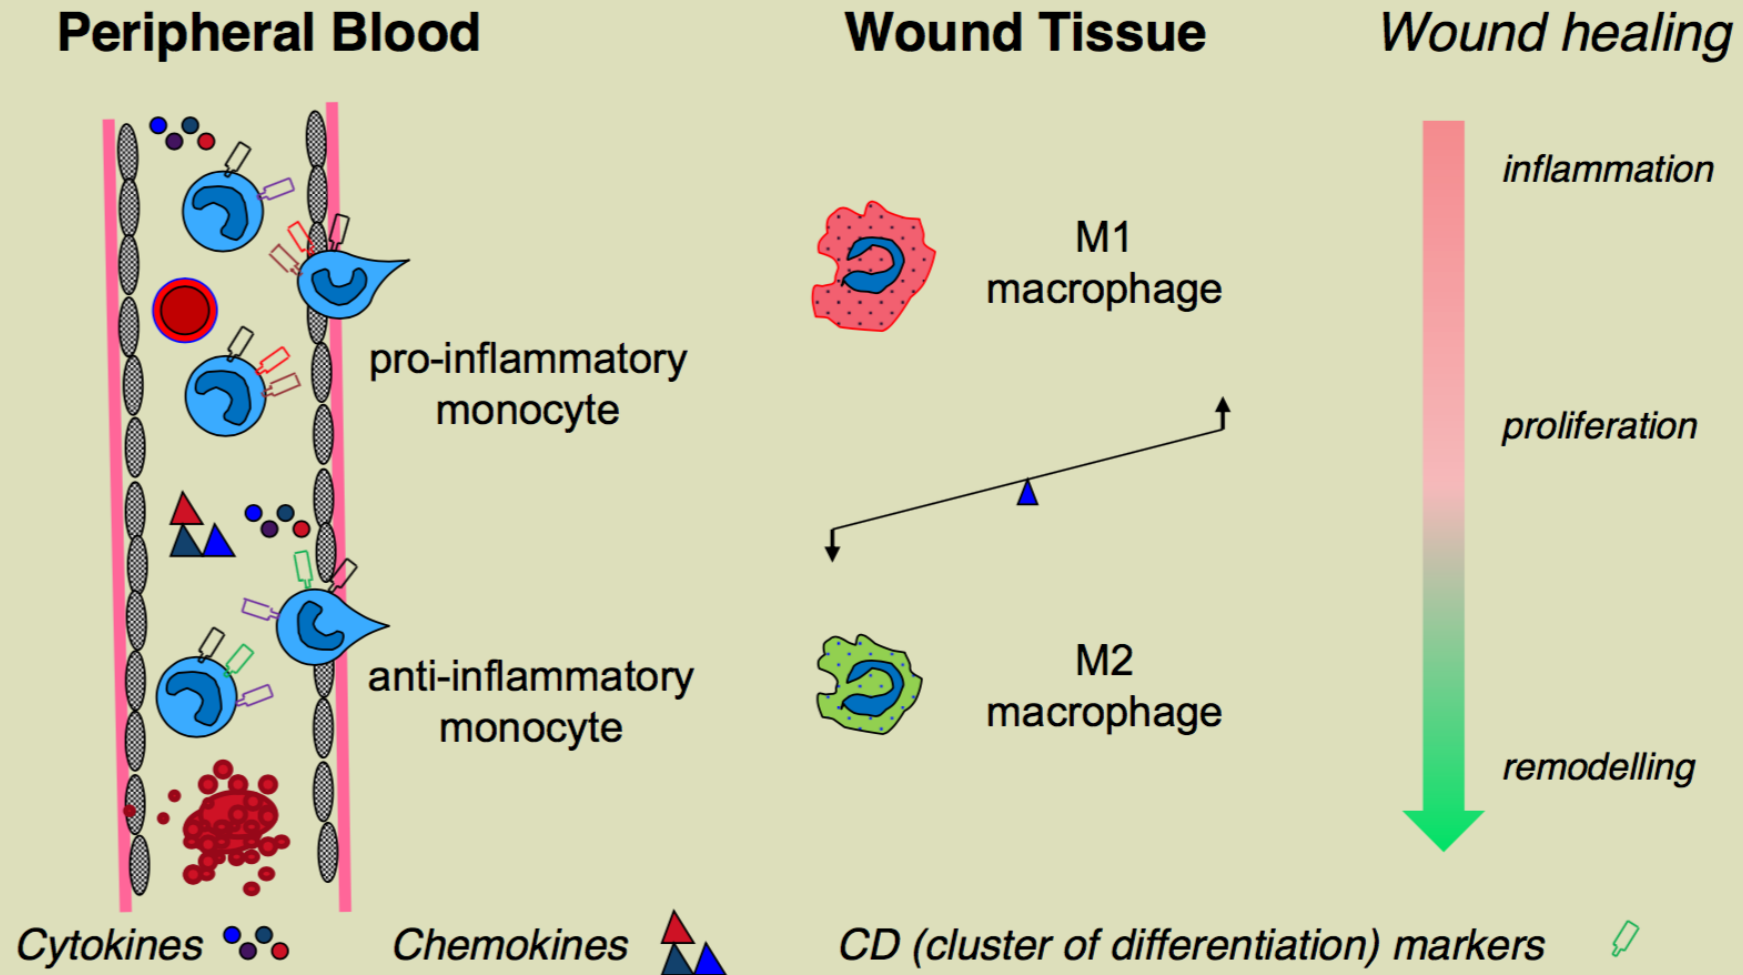 Peripheral Blood
Wound Tissue
Wound healing
inflammation
M1
macrophage
pro-inflammatory
monocyte
proliferation
anti-inflammatory
monocyte
M2
macrophage
remodelling
Cytokines
Chemokines
CD (cluster of differentiation) markers